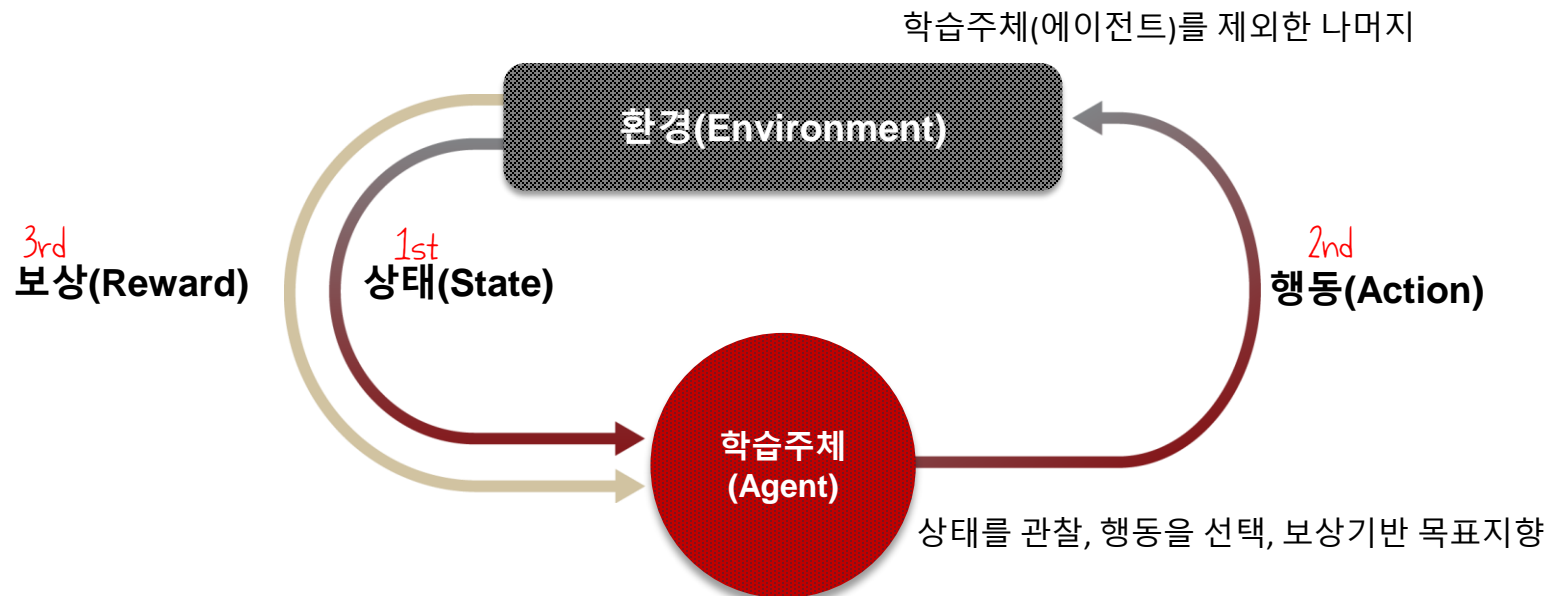 학습주체(에이전트)를 제외한 나머지
환경(Environment)
3rd
보상(Reward)
1st
상태(State)
2nd
행동(Action)
학습주체
(Agent)
상태를 관찰, 행동을 선택, 보상기반 목표지향